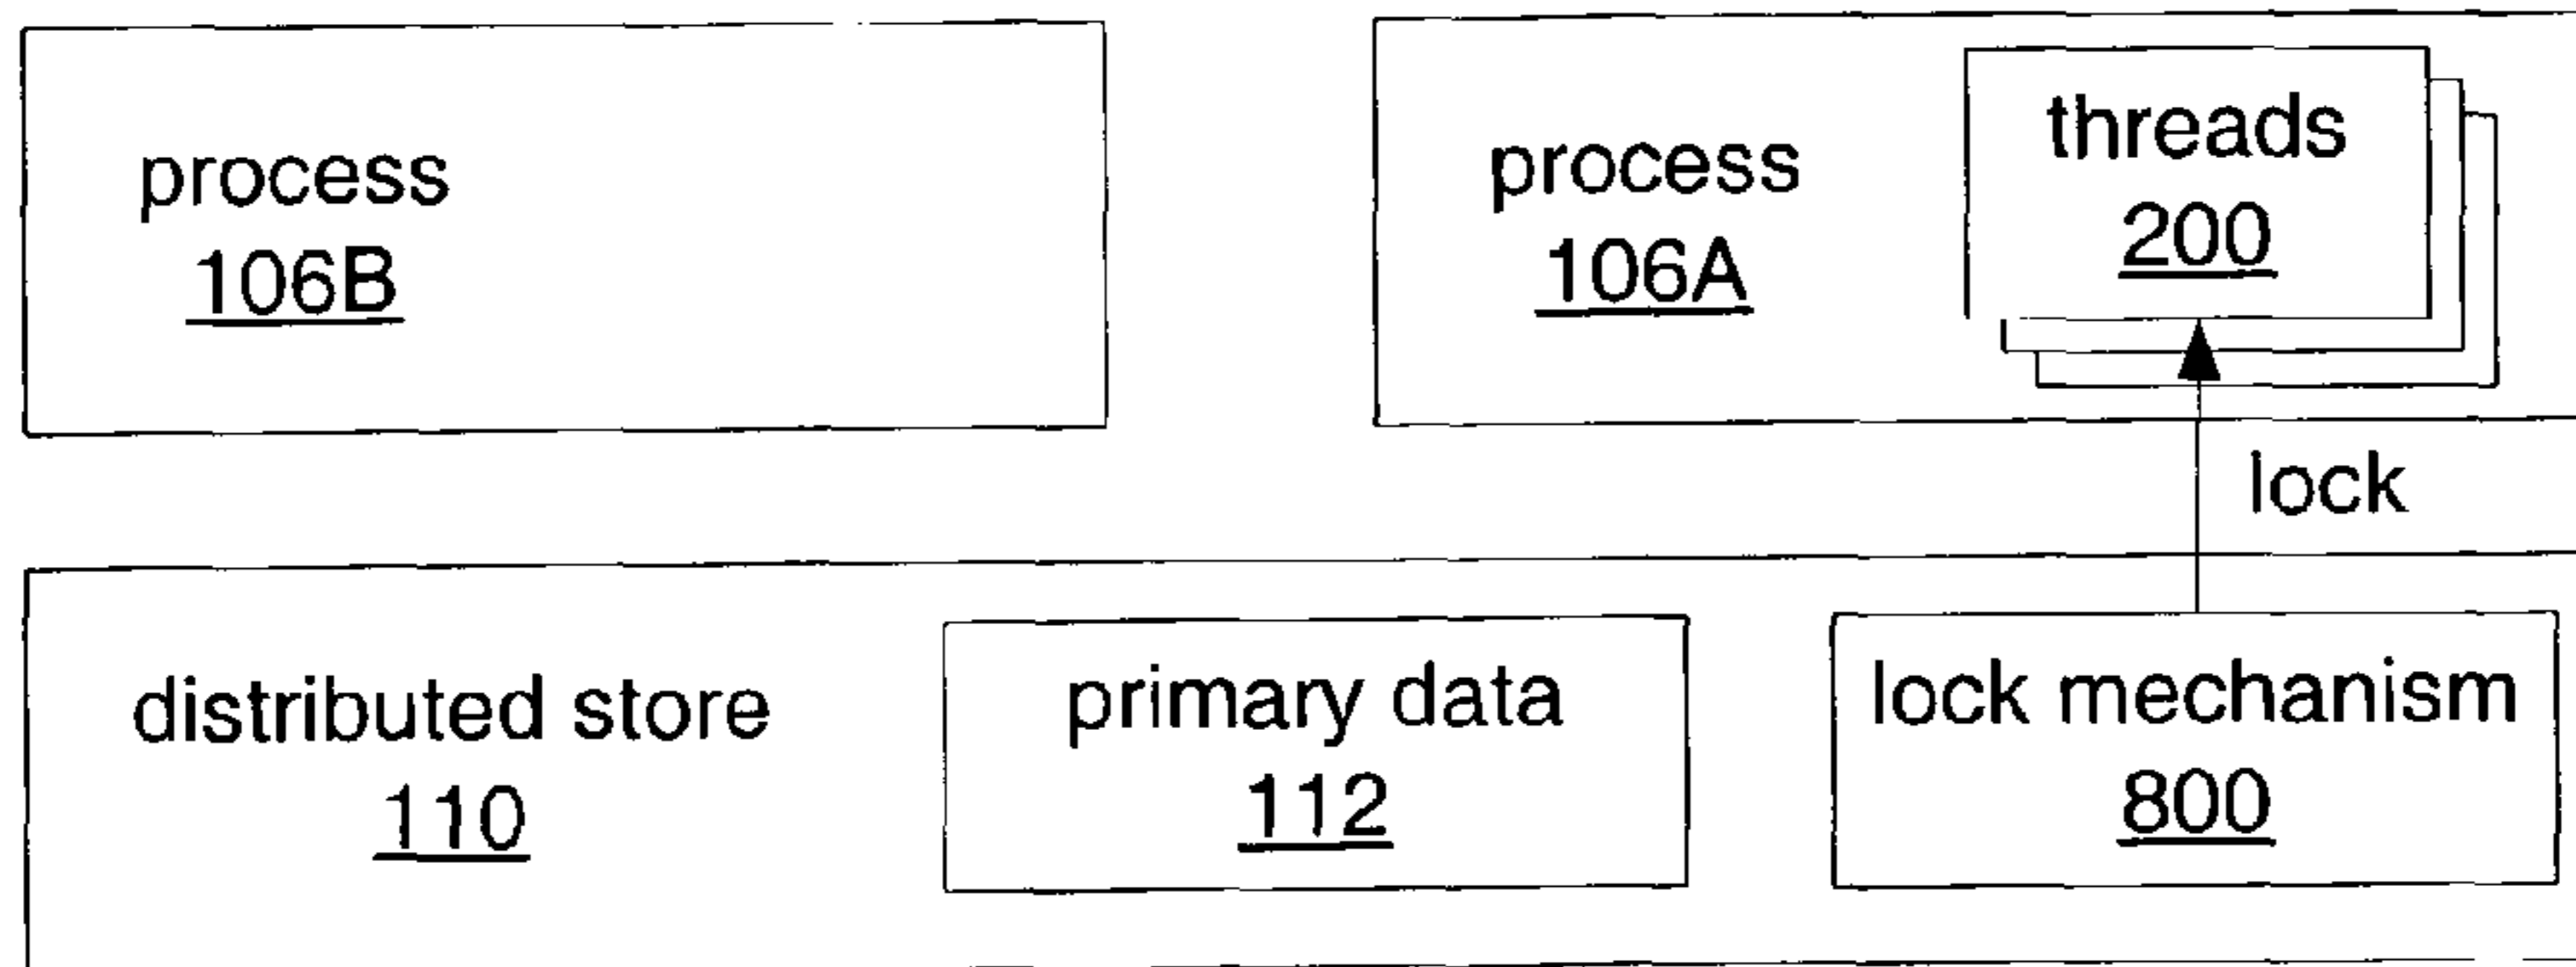 process
106B
process
106A
threads
200
lock
distributed store
110
primary data
112
lock mechanism
800